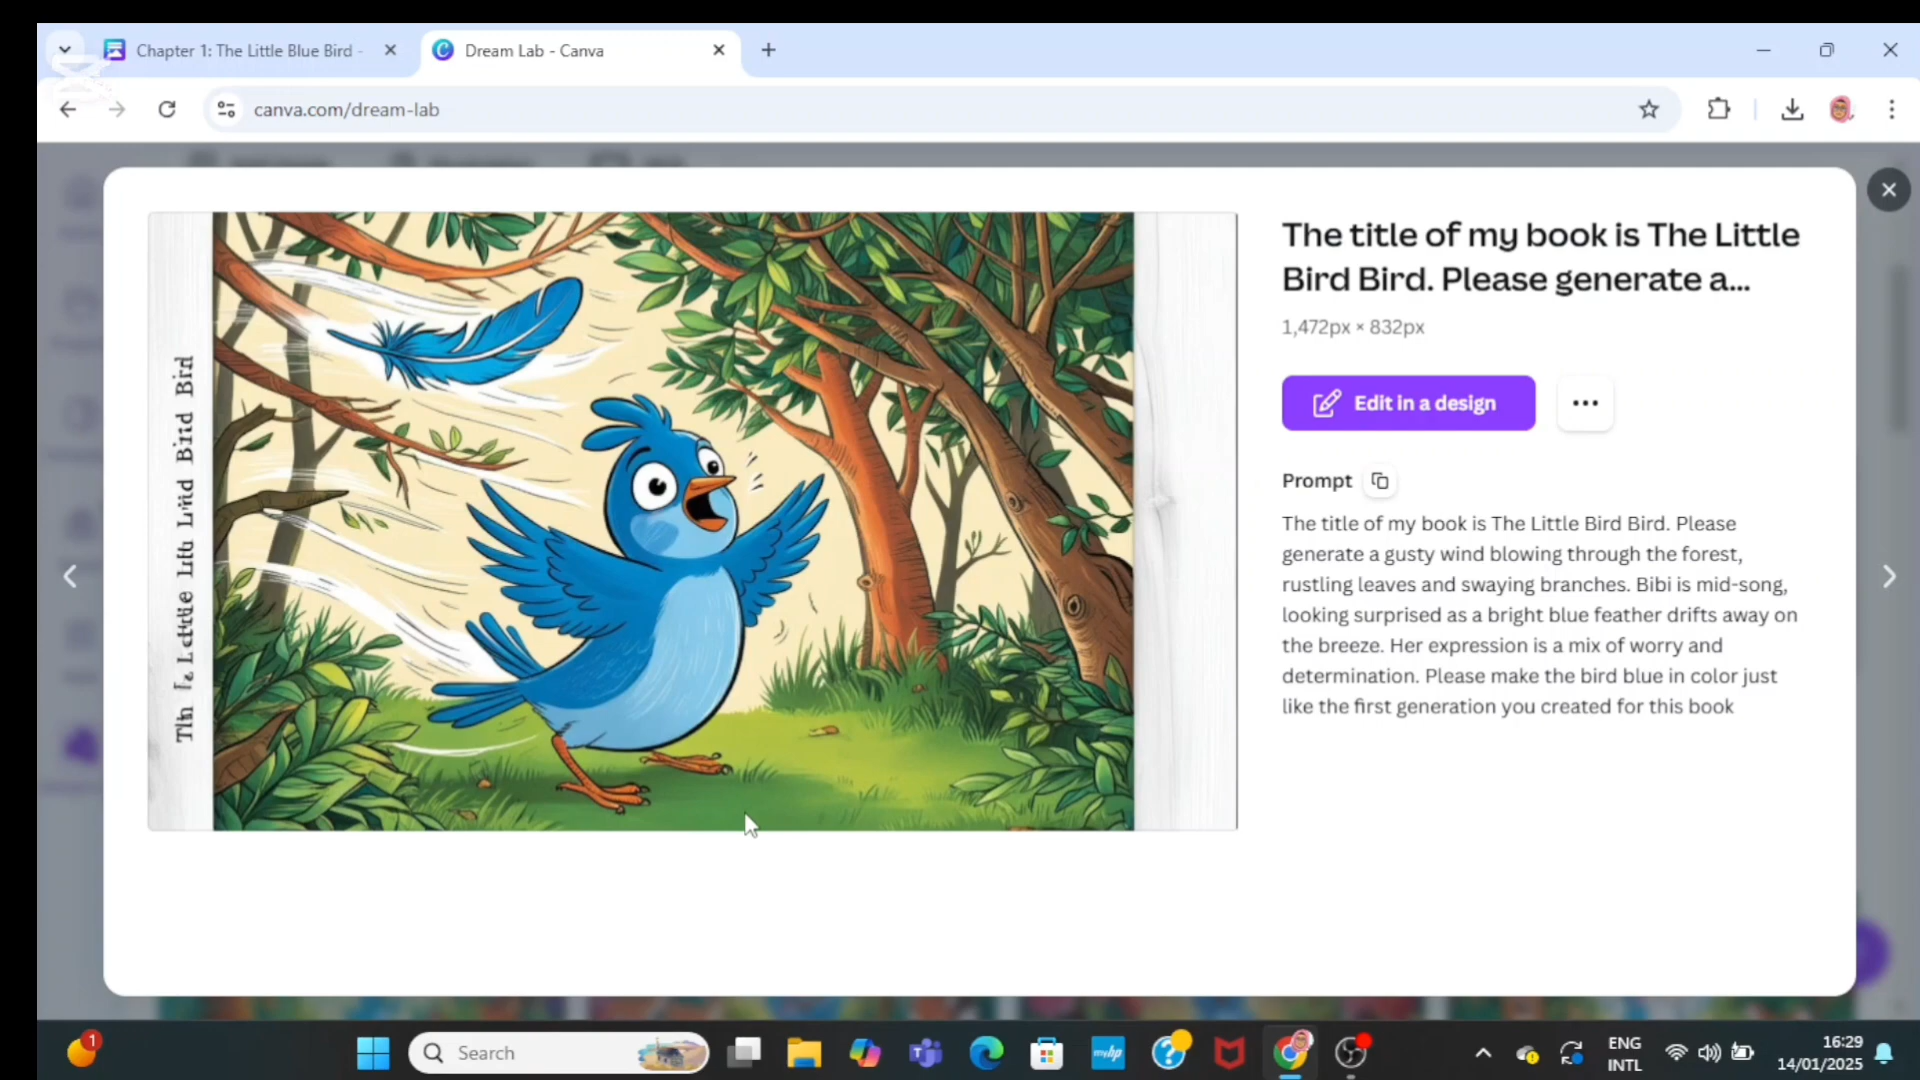 Chapter 1: The Little Blue Bird -
Dream Lab - Canva
canva.com/dream-lab
The title of my book is The Little
Bird Bird. Please generate a...
1,472px × 832px
Edit in a design
Prompt
The title of my book is The Little Bird Bird. Please
generate a gusty wind blowing through the forest,
rustling leaves and swaying branches. Bibi is mid-song,
looking surprised as a bright blue feather drifts away on
the breeze. Her expression is a mix of worry and
determination. Please make the bird blue in color just
like the first generation you created for this book
Bird
1
Search
myhp
ENG
INTL
16:29
14/01/2025